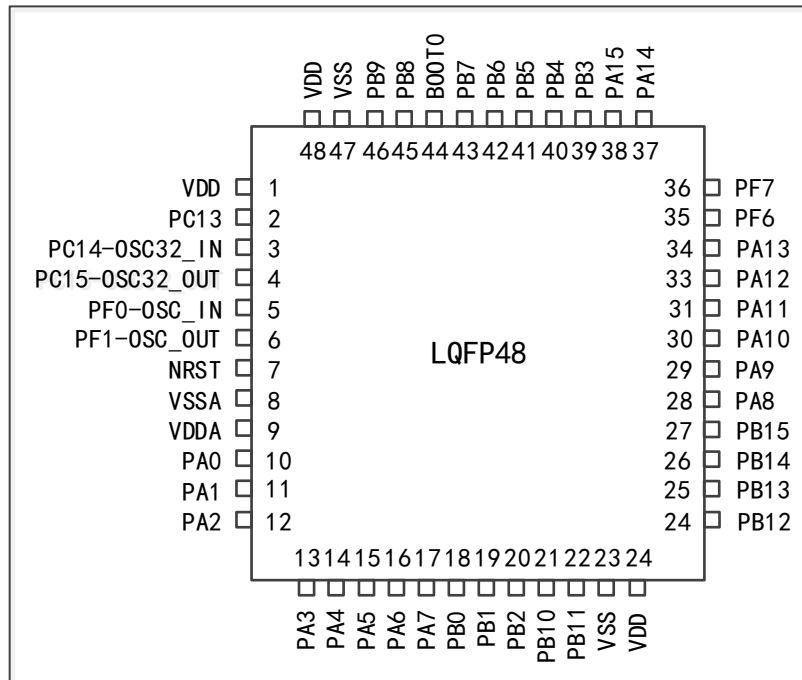 VDD VSS PB9 PB8 BOOT0 PB7 PB6 PB5 PB4 PB3 PA15 PA14
48 47 46 45 44 43 42 41 40 39 38 37
VDD 1 36 PF7
PC13 2 35 PF6
PC14-OSC32_IN 3 34 PA13
PC15-OSC32_OUT 4 33 PA12
PF0-OSC_IN 5 31 PA11
PF1-OSC_OUT 6 30 PA10
LQFP48
NRST 7 29 PA9
VSSA 8 28 PA8
VDDA 9 27 PB15
PA0 10 26 PB14
PA1 11 25 PB13
PA2 12 24 PB12
13 14 15 16 17 18 19 20 21 22 23 24
PA3 PA4 PA5 PA6 PA7 PB0 PB1 PB2 PB10 PB11 VSS VDD